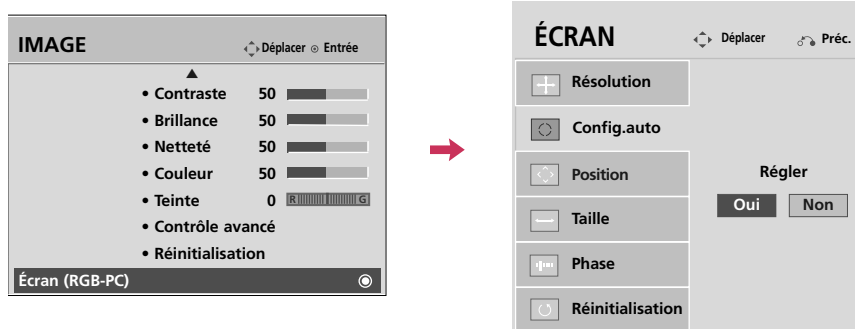 IMAGE
Déplacer Entrée
• Contraste 50
• Brillance 50
• Netteté 50
• Couleur 50
• Teinte 0 R G
• Contrôle avancé
• Réinitialisation
Écran (RGB-PC)
ÉCRAN
Déplacer Préc.
Résolution
Config.auto
Position
Taille
Phase
Réinitialisation
Régler
Oui Non